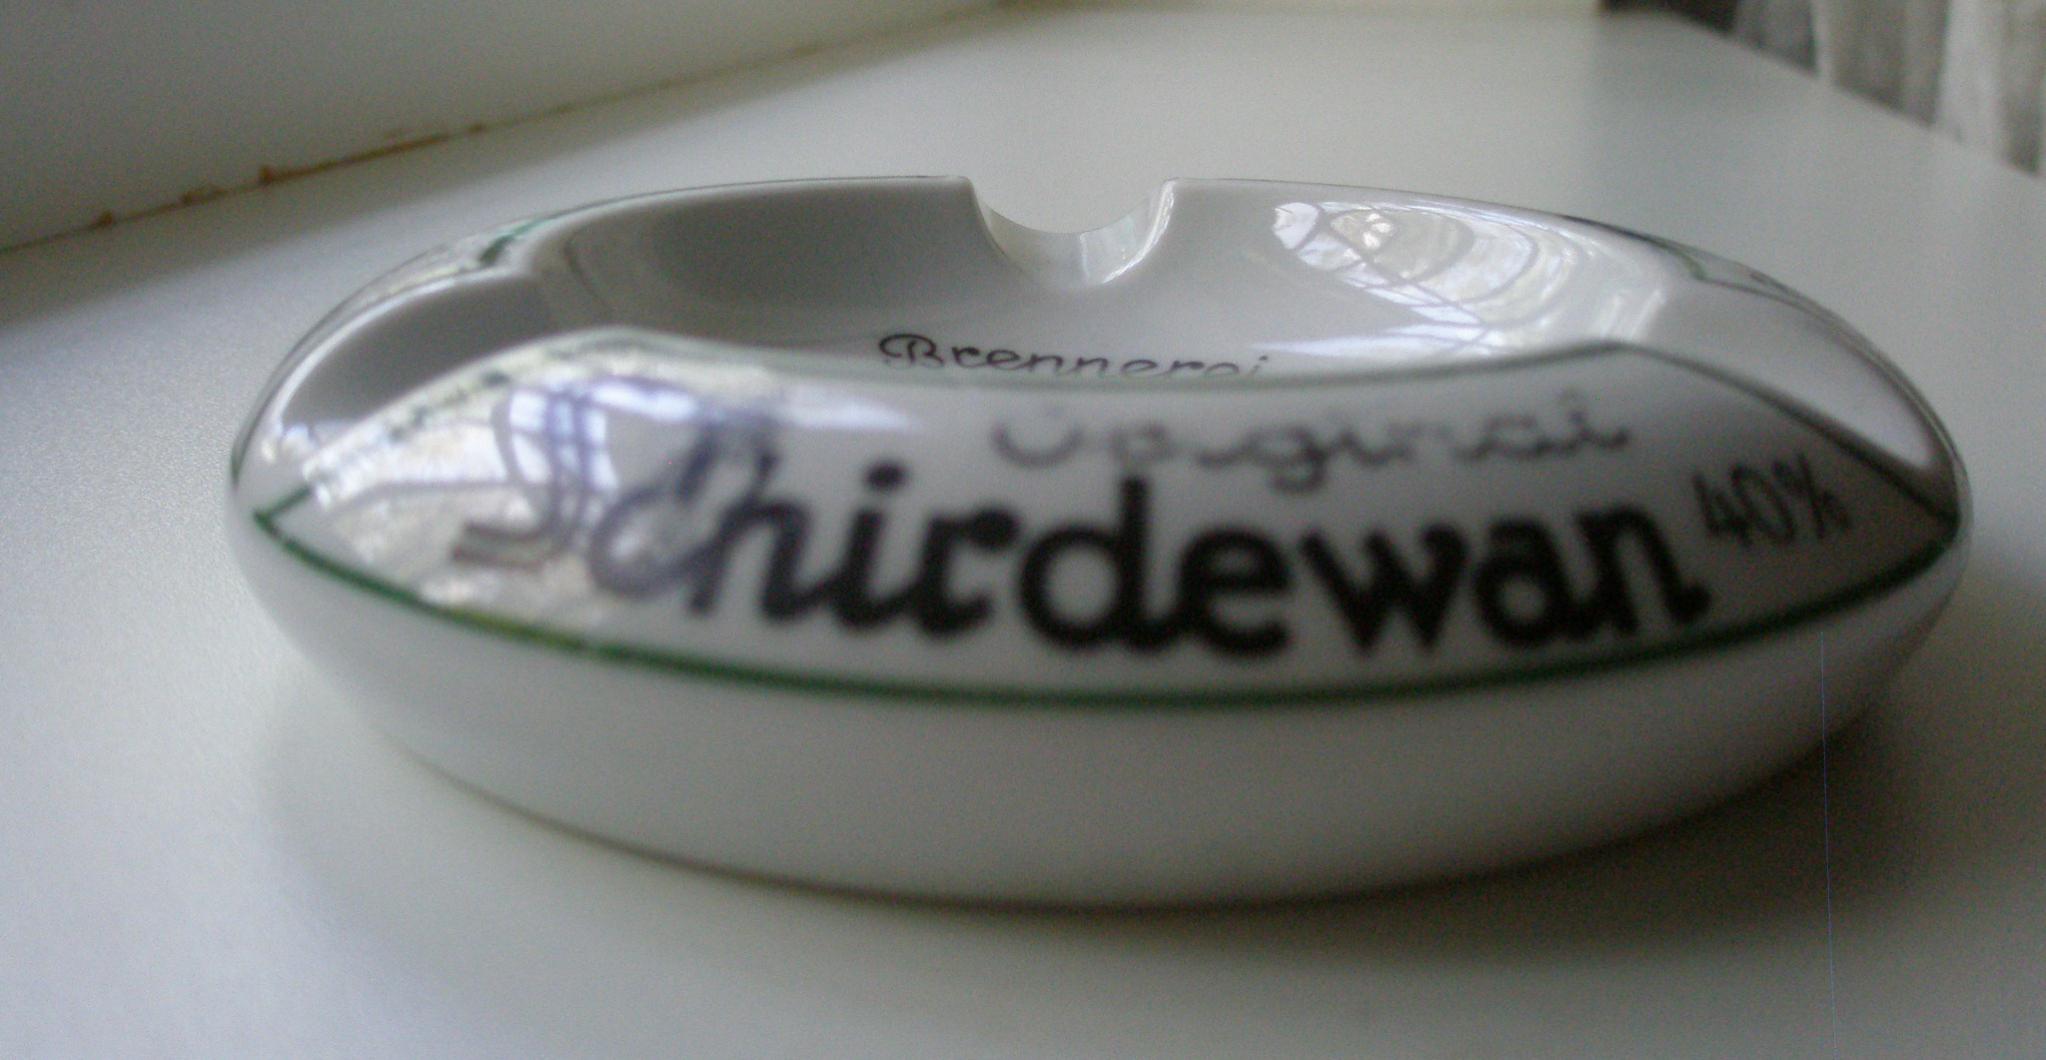 Brennerei
Original
Schirdewan 40%